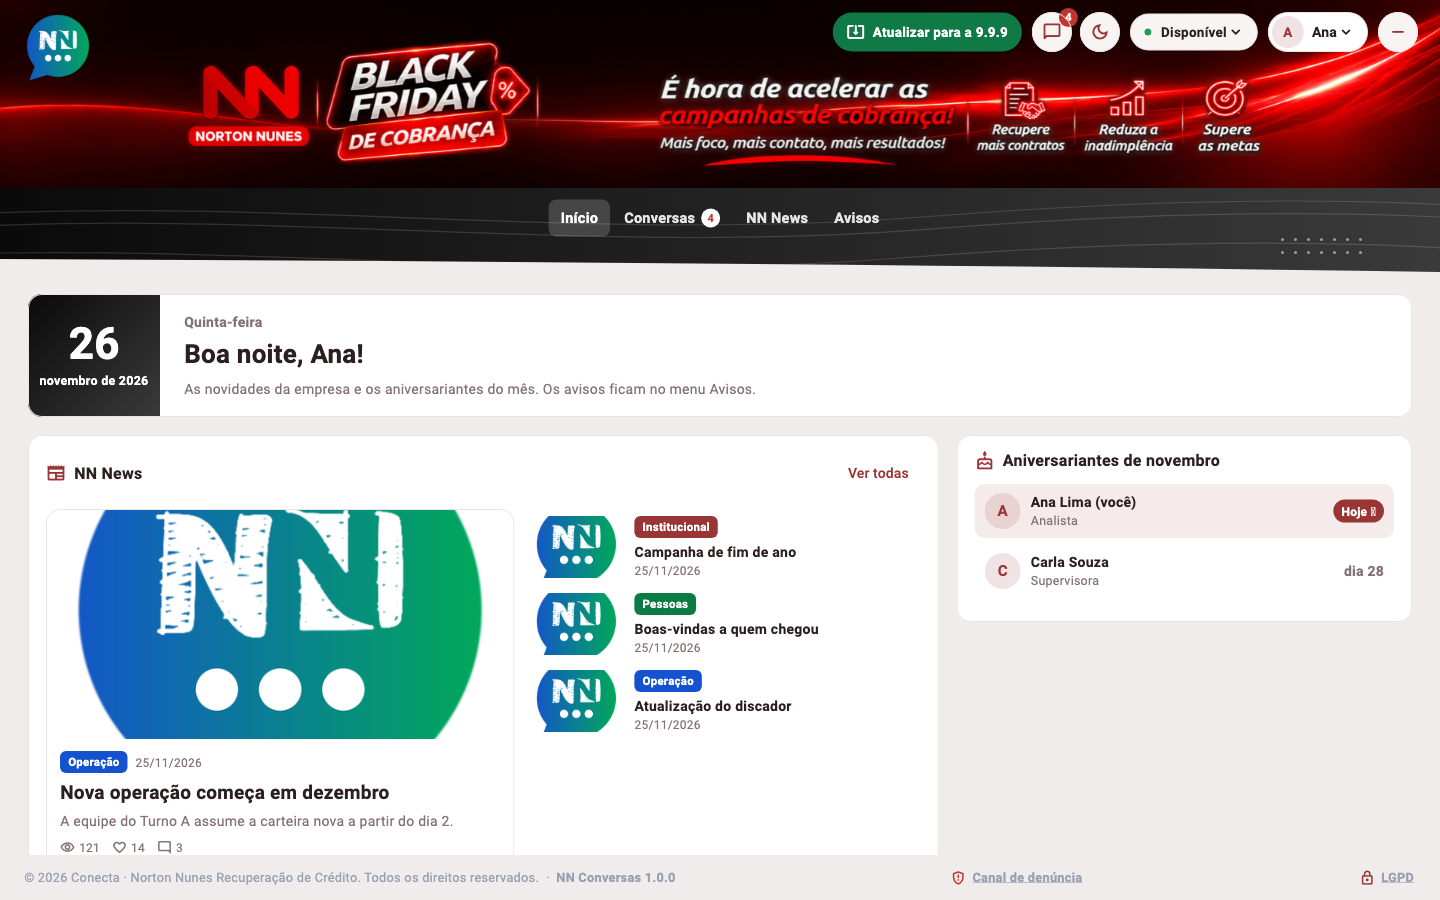 NN
Atualizar para a 9.9.9
4
Disponível
A
Ana
NN
NORTON NUNES
BLACK
FRIDAY
%
DE COBRANÇA
É hora de acelerar as
campanhas de cobrança!
Mais foco, mais contato, mais resultados!
Recupere
mais contratos
Reduza a
inadimplência
Supere
as metas
Início
Conversas 4
NN News
Avisos
26
novembro de 2026
Quinta-feira
Boa noite, Ana!
As novidades da empresa e os aniversariantes do mês. Os avisos ficam no menu Avisos.
NN News
Ver todas
NN
Operação 25/11/2026
Nova operação começa em dezembro
A equipe do Turno A assume a carteira nova a partir do dia 2.
121 14 3
NN
Institucional
Campanha de fim de ano
25/11/2026
NN
Pessoas
Boas-vindas a quem chegou
25/11/2026
NN
Operação
Atualização do discador
25/11/2026
Aniversariantes de novembro
A
Ana Lima (você)
Analista
Hoje
C
Carla Souza
Supervisora
dia 28
© 2026 Conecta · Norton Nunes Recuperação de Crédito. Todos os direitos reservados. · NN Conversas 1.0.0
Canal de denúncia
LGPD